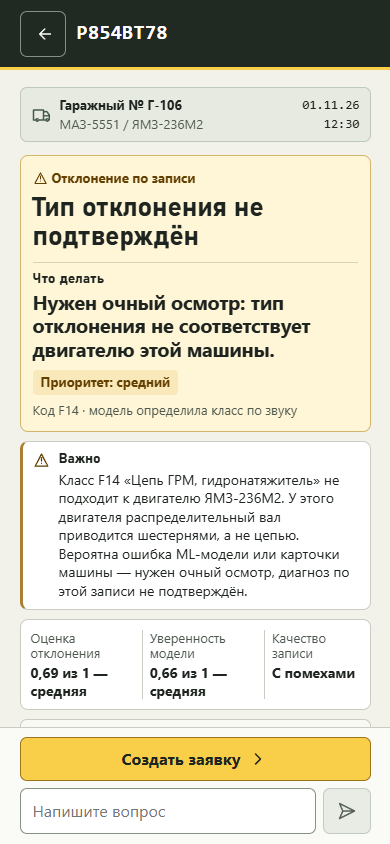 Р854ВТ78
Гаражный № Г-106
01.11.26
МАЗ-5551 / ЯМЗ-236М2
12:30
Отклонение по записи
Тип отклонения не
подтверждён
Что делать
Нужен очный осмотр: тип
отклонения не соответствует
двигателю этой машины.
Приоритет: средний
Код F14 · модель определила класс по звуку
Важно
Класс F14 «Цепь ГРМ, гидронатяжитель» не
подходит к двигателю ЯМЗ-236М2. У этого
двигателя распределительный вал
приводится шестернями, а не цепью.
Вероятна ошибка ML-модели или карточки
машины — нужен очный осмотр, диагноз по
этой записи не подтверждён.
Оценка
отклонения
0,69 из 1 —
средняя
Уверенность
модели
0,66 из 1 —
средняя
Качество
записи
С помехами
Создать заявку
Напишите вопрос